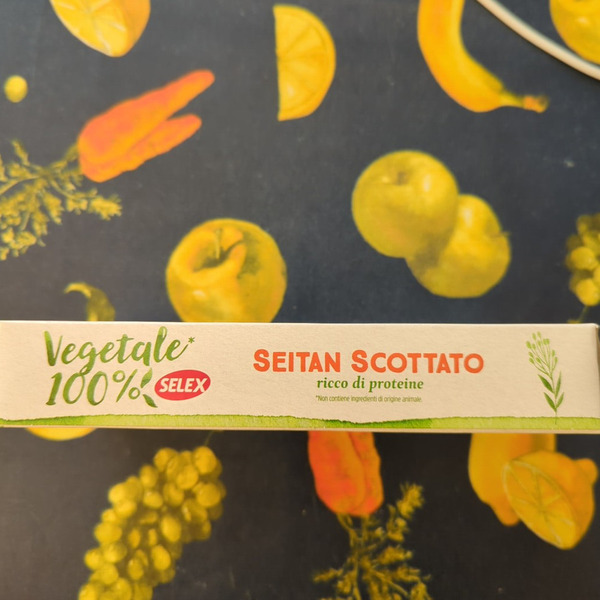 Vegetale*
100%
SELEX
SEITAN SCOTTATO
ricco di proteine
*Non contiene ingredienti di origine animale.